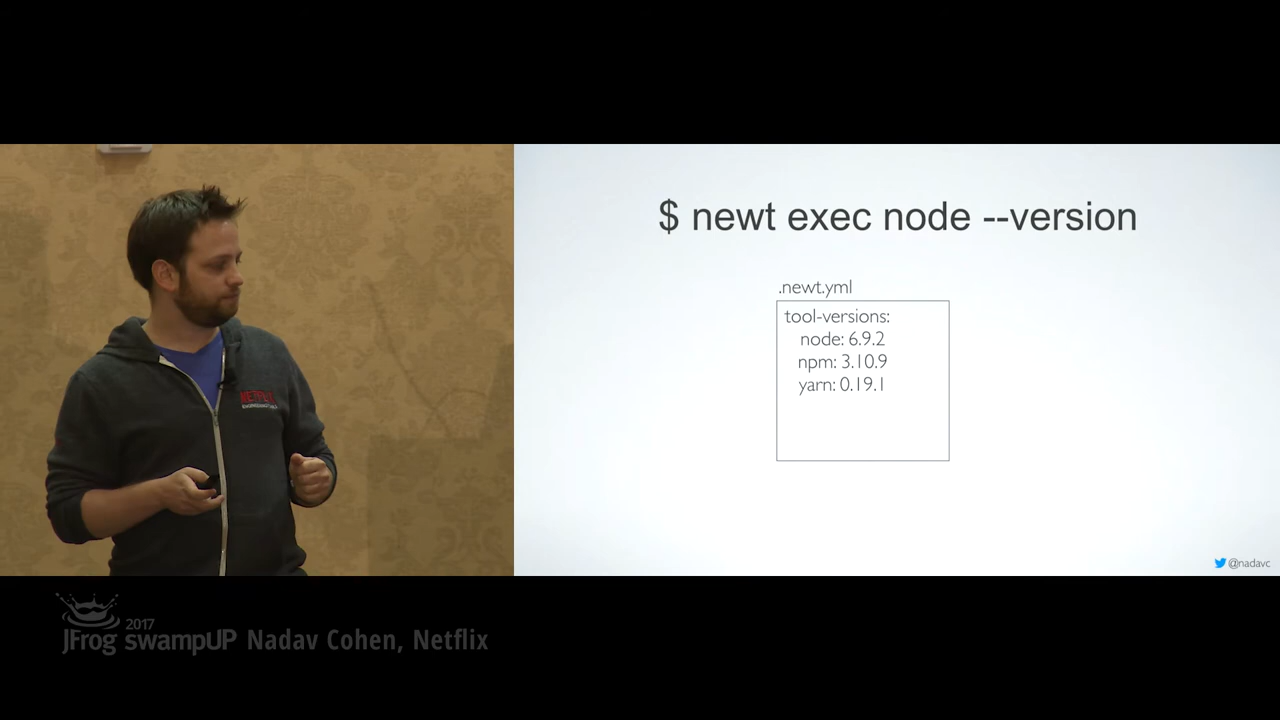 $ newt exec node --version
.newt.yml
tool-versions:
node: 6.9.2
npm: 3.10.9
yarn: 0.19.1
@nadavc
NETFLIX
2017
JFrog swampUP Nadav Cohen, Netflix